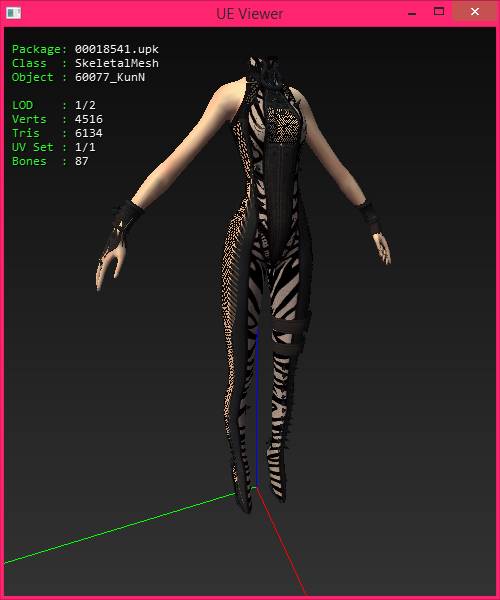 UE Viewer
Package: 00018541.upk
Class : SkeletalMesh
Object : 60077_KunN
LOD : 1/2
Verts : 4516
Tris : 6134
UV Set : 1/1
Bones : 87